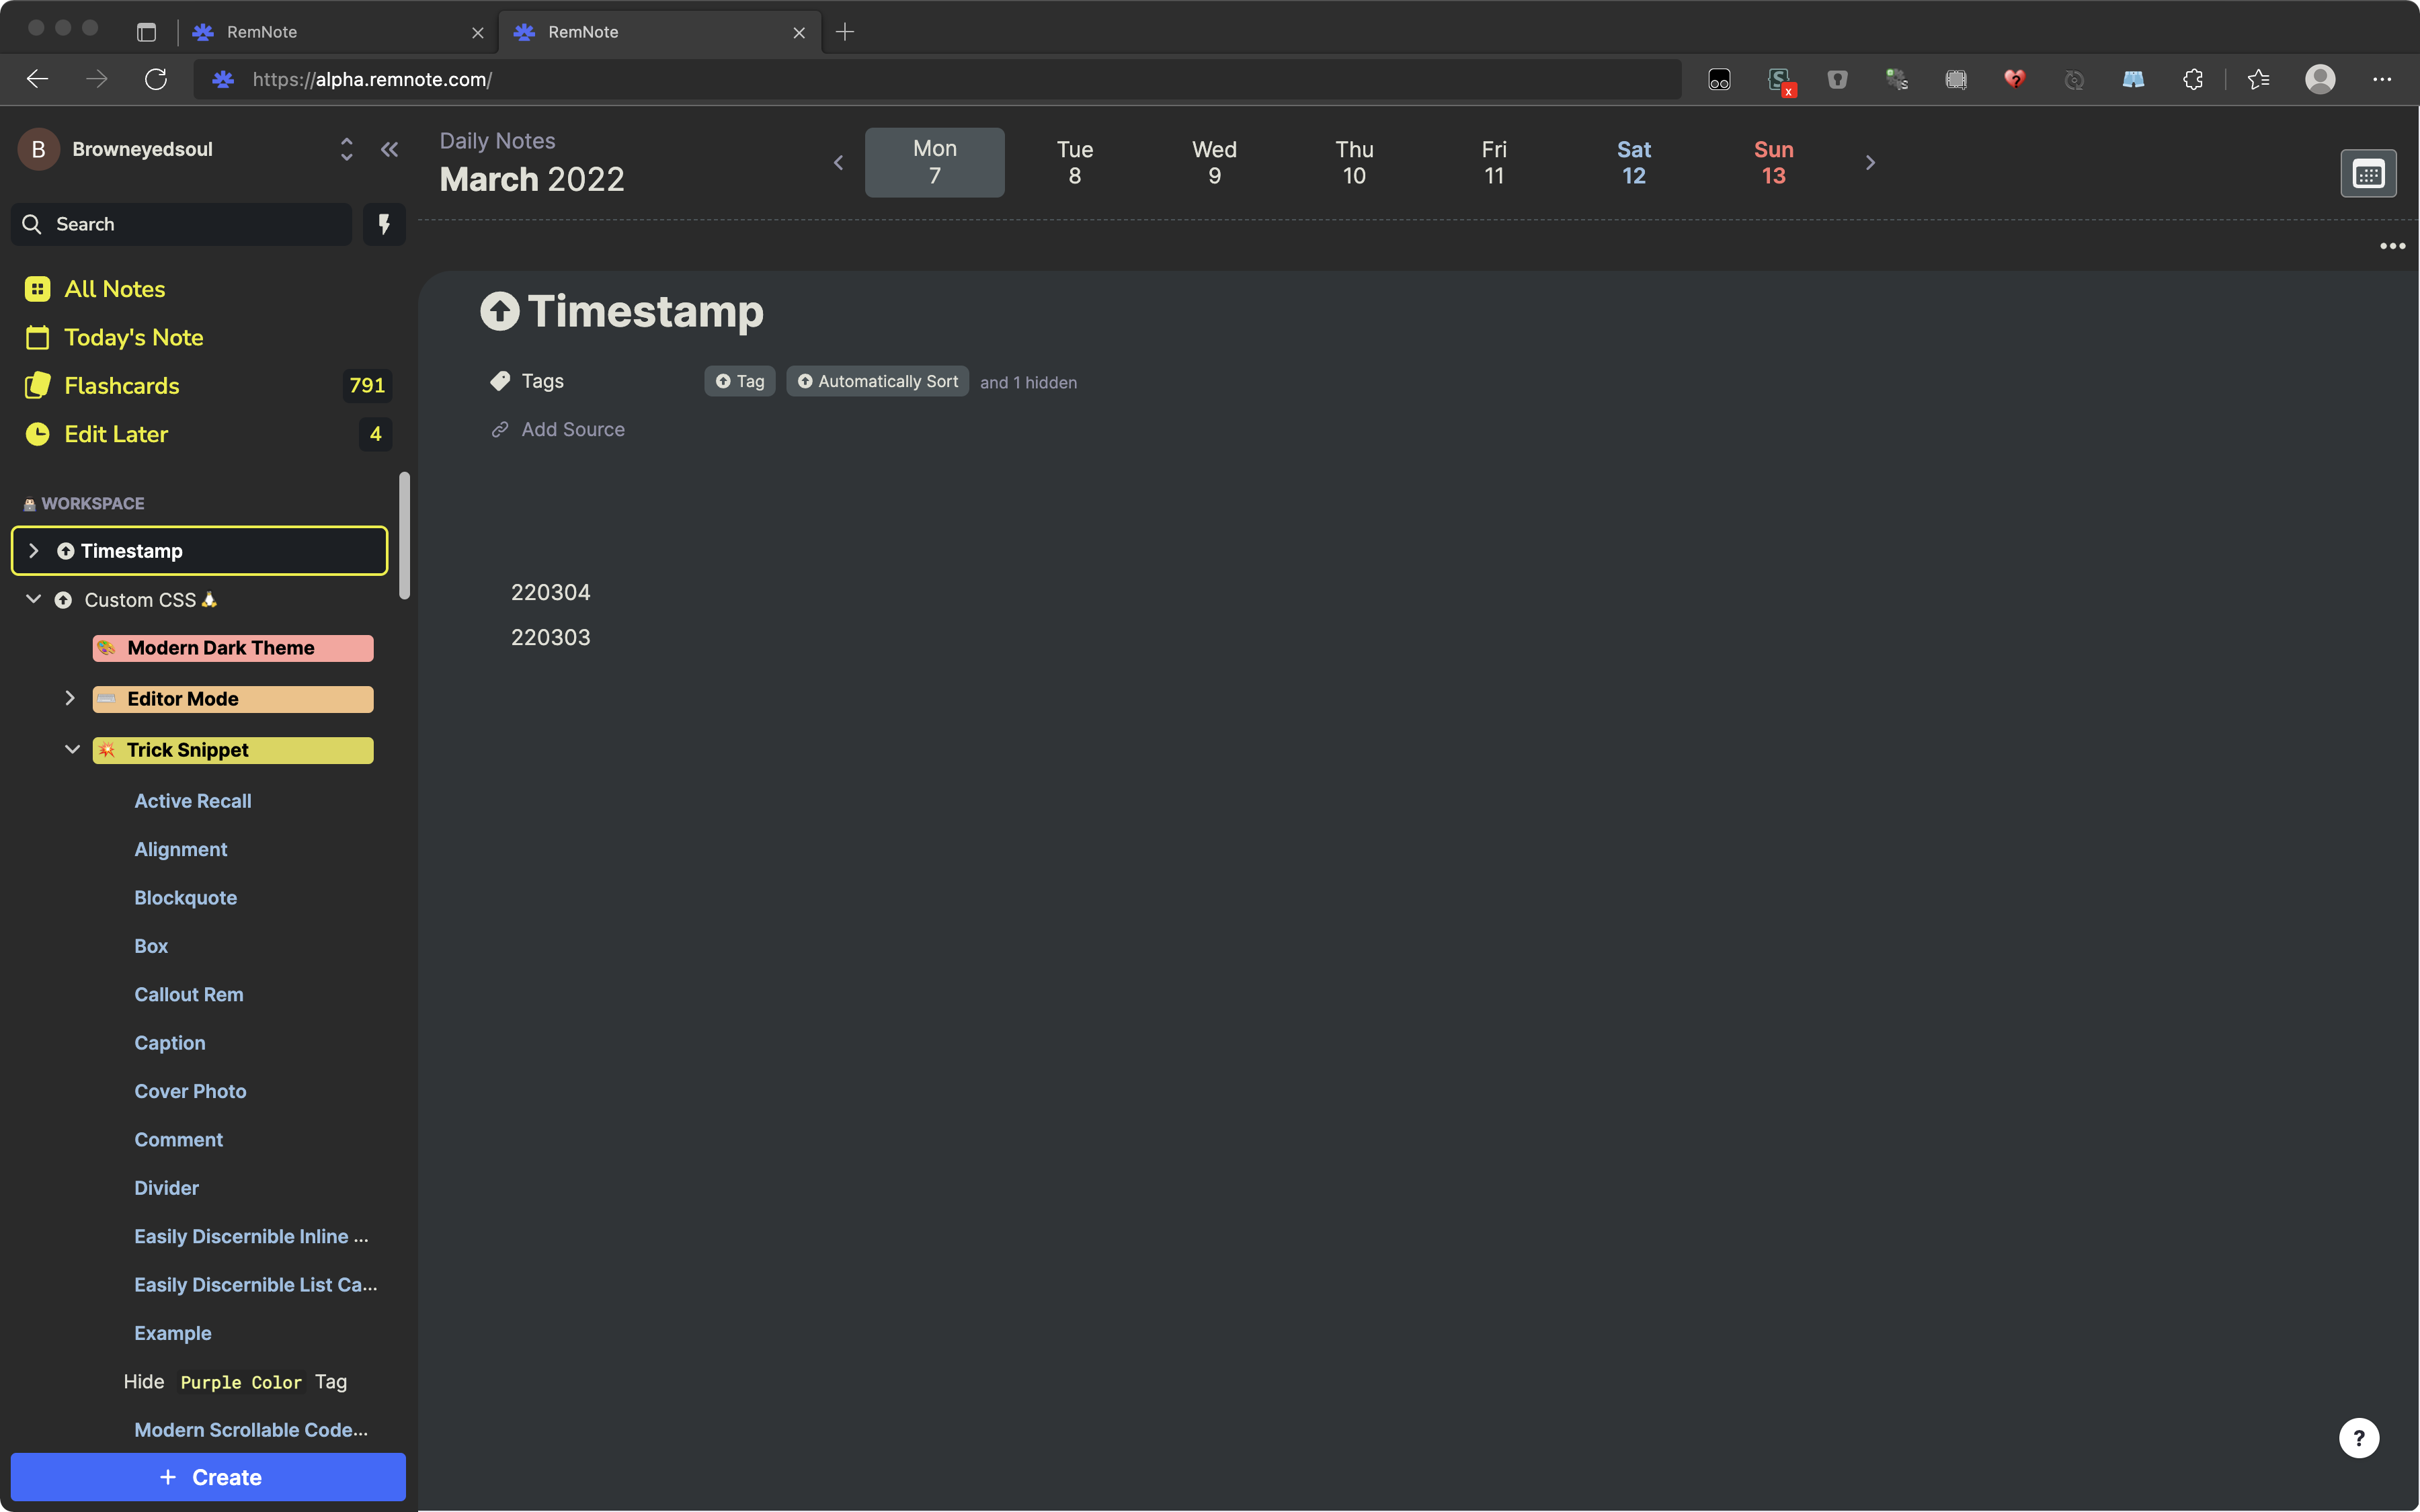 RemNote
RemNote
https://alpha.remnote.com/
B Browneyedsoul
Search
All Notes
Today's Note
Flashcards 791
Edit Later 4
WORKSPACE
Timestamp
Custom CSS
Modern Dark Theme
Editor Mode
Trick Snippet
Active Recall
Alignment
Blockquote
Box
Callout Rem
Caption
Cover Photo
Comment
Divider
Easily Discernible Inline ...
Easily Discernible List Ca...
Example
Hide Purple Color Tag
Modern Scrollable Code...
+ Create
Daily Notes
March 2022
Mon Tue Wed Thu Fri Sat Sun
7 8 9 10 11 12 13
Timestamp
Tags Tag Automatically Sort and 1 hidden
Add Source
220304
220303
?